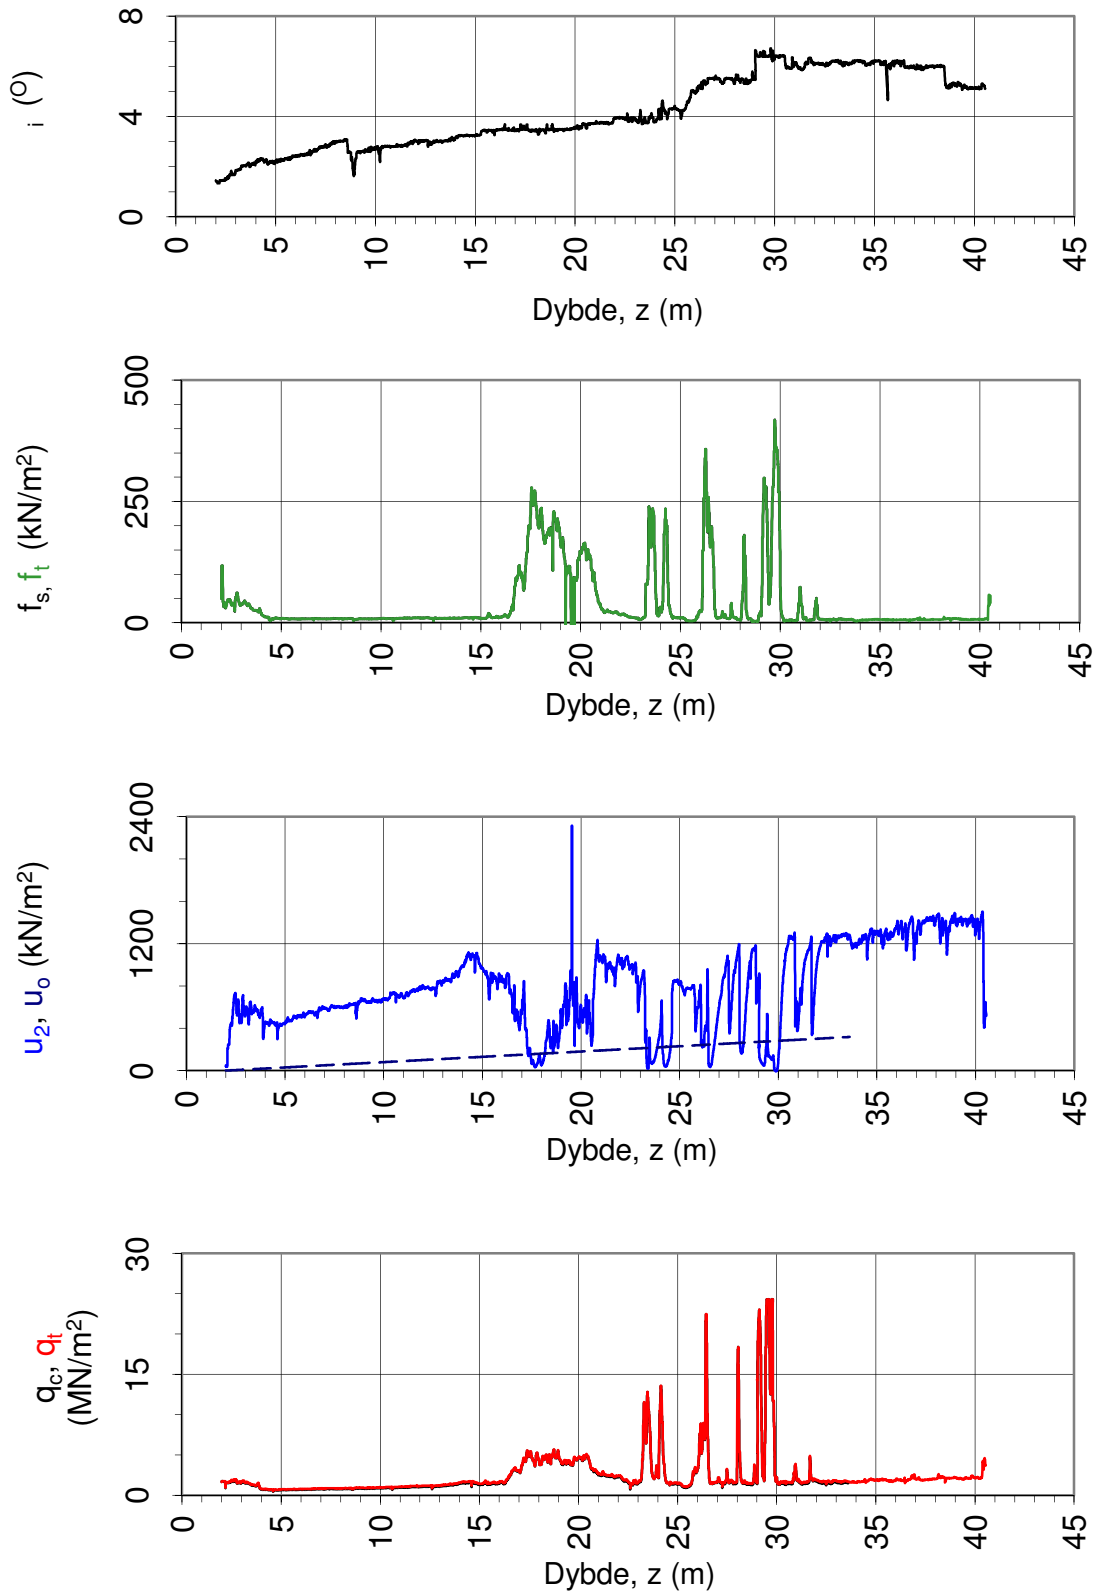 i (O)
8
4
0
0 5 10 15 20 25 30 35 40 45
Dybde, z (m)
fs, ft (kN/m2)
500
250
0
0 5 10 15 20 25 30 35 40 45
Dybde, z (m)
u2, uo (kN/m2)
2400
1200
0
0 5 10 15 20 25 30 35 40 45
Dybde, z (m)
qc, qt
(MN/m2)
30
15
0
0 5 10 15 20 25 30 35 40 45
Dybde, z (m)